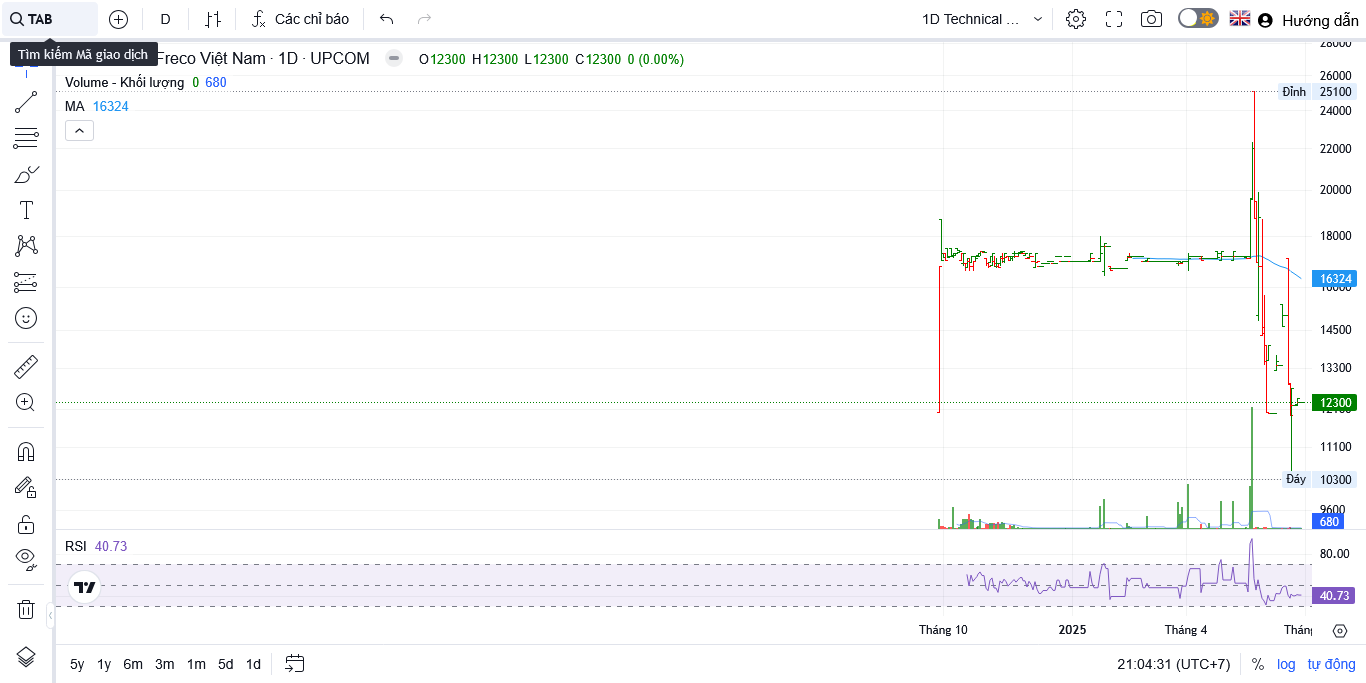 TAB
D
Các chỉ báo
1D Technical ...
Hướng dẫn
Tìm kiếm Mã giao dịch
Freco Việt Nam · 1D · UPCOM
O12300 H12300 L12300 C12300 0 (0.00%)
Volume - Khối lượng 0 680
MA 16324
28000
26000
Đỉnh 25100
24000
22000
20000
18000
16324
16000
14500
13300
12300
11100
Đáy 10300
9600
680
RSI 40.73
80.00
40.73
Tháng 10
2025
Tháng 4
5y 1y 6m 3m 1m 5d 1d
21:04:31 (UTC+7)
% log tự động